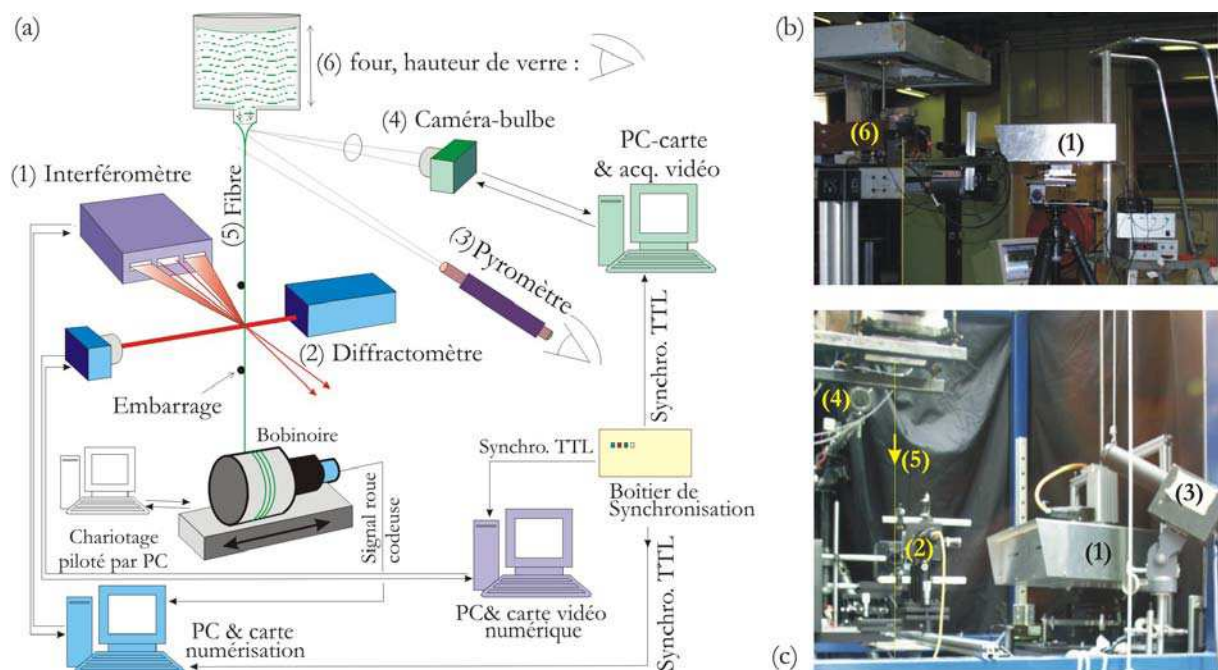 (a)
(6) four, hauteur de verre :
(4) Caméra-bulbe
PC-carte
& acq. vidéo
(1) Interféromètre
(5) Fibre
(3)Pyromètre
(2) Diffractomètre
Embarrage
Synchro. TTL
Bobinoire
Synchro. TTL
Boîtier de
Synchronisation
Chariotage
piloté par PC
Signal roue
codeuse
PC& carte vidéo
numérique
Synchro. TTL
PC & carte
numérisation
(b)
(6)
(1)
(4)
(5)
(3)
(2)
(1)
(c)